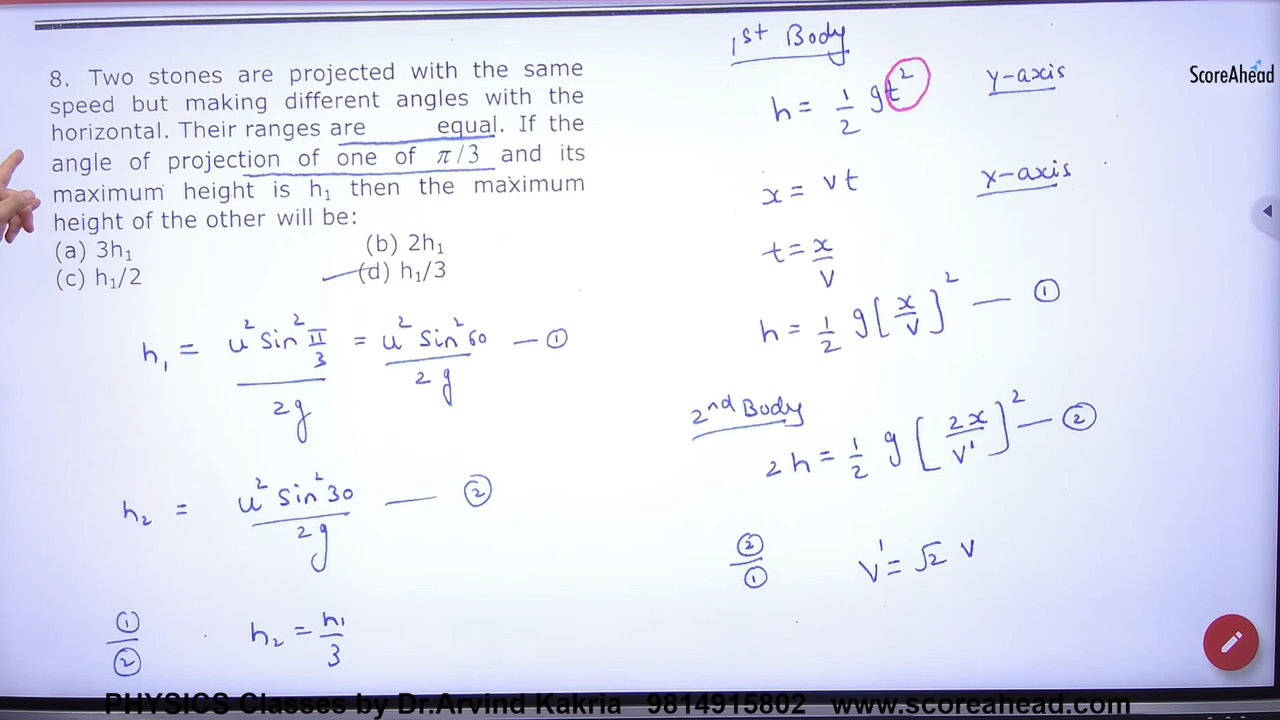 8. Two stones are projected with the same
speed but making different angles with the
horizontal. Their ranges are equal. If the
angle of projection of one of π/3 and its
maximum height is h₁ then the maximum
height of the other will be:
(a) 3h₁ (b) 2h₁
(c) h₁/2 (d) h₁/3
h₁ = u² sin² π/3 / 2g = u² sin² 60 / 2g — ①
h₂ = u² sin² 30 / 2g — ②
①/② h₂ = h₁/3
1st Body
h = 1/2 gt² y-axis
x = vt x-axis
t = x/v
h = 1/2 g[x/v]² — ①
2nd Body
2h = 1/2 g[2x/v']² — ②
②/① v' = √2 v
ScoreAhead
PHYSICS Classes by Dr.Arvind Kakria 9814915802 www.scoreahead.com